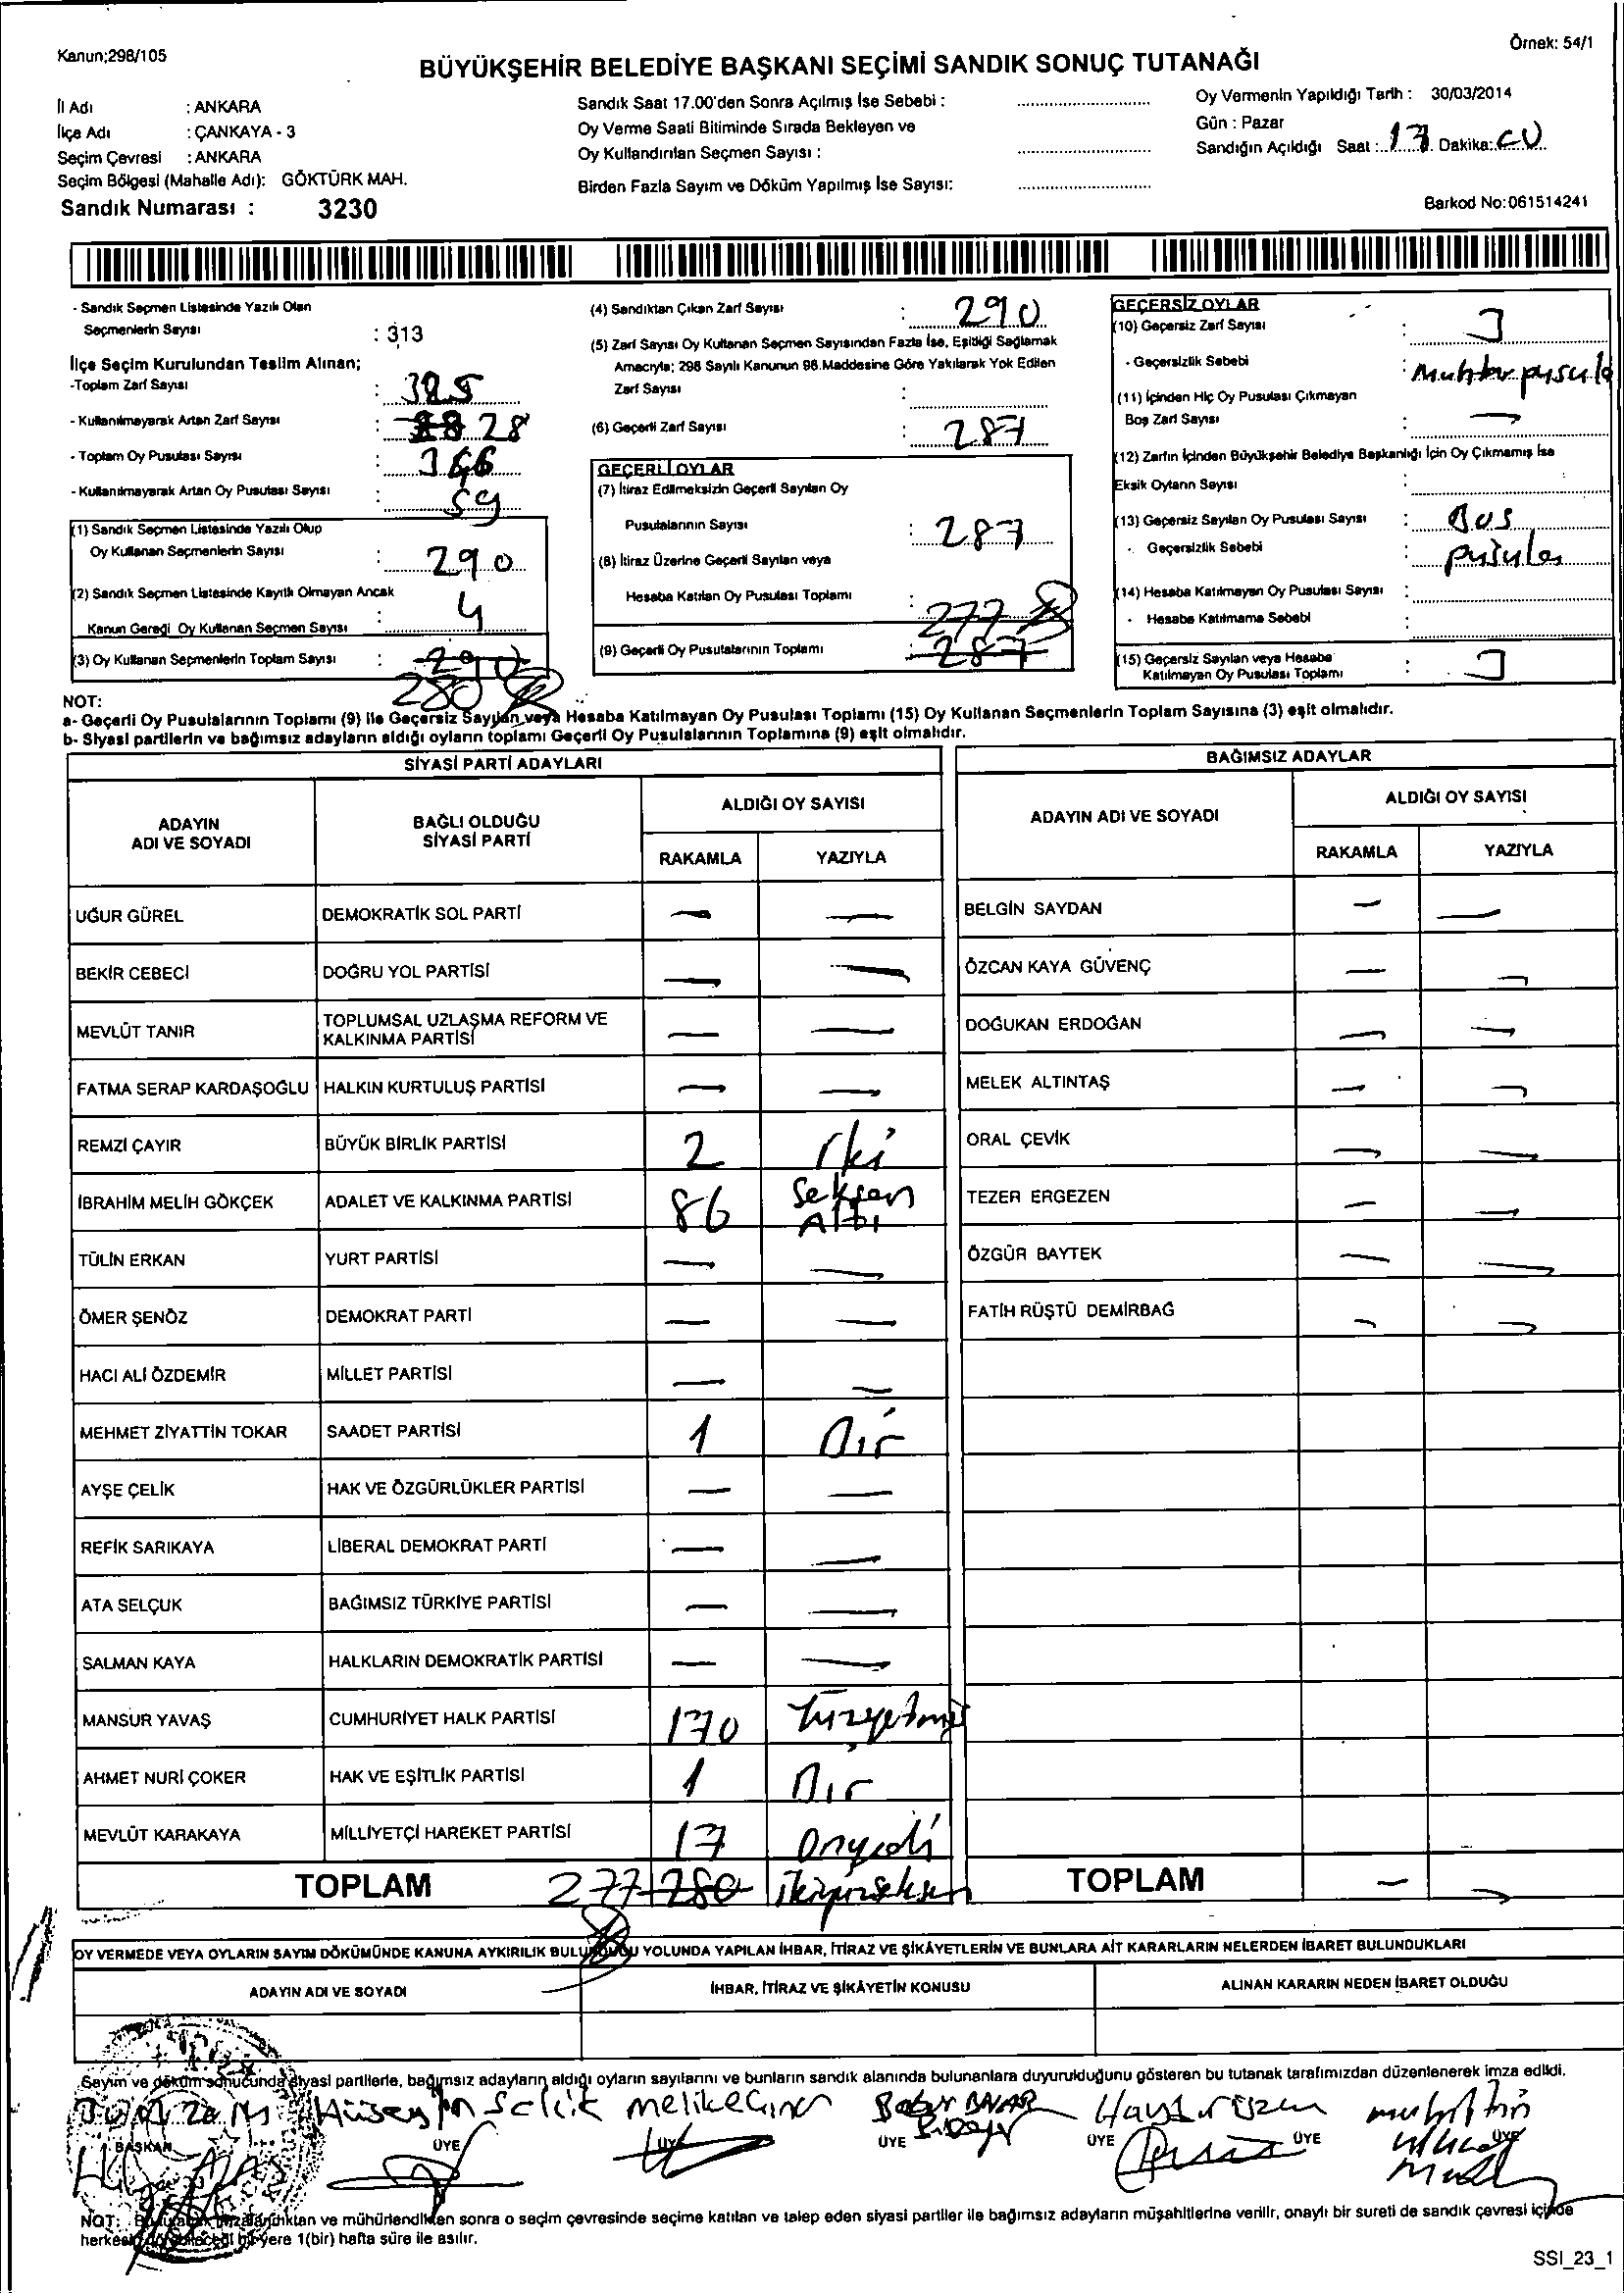 Kanun;298/105
Örnek: 54/1
BÜYÜKŞEHİR BELEDİYE BAŞKANI SEÇİMİ SANDIK SONUÇ TUTANAĞI
İl Adı : ANKARA
İlçe Adı : ÇANKAYA - 3
Seçim Çevresi : ANKARA
Seçim Bölgesi (Mahalle Adı): GÖKTÜRK MAH.
Sandık Numarası : 3230
Sandık Saat 17.00'den Sonra Açılmış İse Sebebi :
Oy Verme Saati Bitiminde Sırada Bekleyen ve
Oy Kullandırılan Seçmen Sayısı :
Birden Fazla Sayım ve Döküm Yapılmış İse Sayısı:
Oy Vermenin Yapıldığı Tarih : 30/03/2014
Gün : Pazar
Sandığın Açıldığı Saat : 17 Dakika:
Barkod No:061514241
- Sandık Seçmen Listesinde Yazılı Olan
Seçmenlerin Sayısı : 313
İlçe Seçim Kurulundan Teslim Alınan;
-Toplam Zarf Sayısı :
- Kullanılmayarak Artan Zarf Sayısı : 28
- Toplam Oy Pusulası Sayısı : 366
- Kullanılmayarak Artan Oy Pusulası Sayısı : 59
(1) Sandık Seçmen Listesinde Yazılı Olup
Oy Kullanan Seçmenlerin Sayısı : 290
(2) Sandık Seçmen Listesinde Kayıtlı Olmayan Ancak
Kanun Gereği Oy Kullanan Seçmen Sayısı : 4
(3) Oy Kullanan Seçmenlerin Toplam Sayısı : 290
280
(4) Sandıktan Çıkan Zarf Sayısı : 290
(5) Zarf Sayısı Oy Kullanan Seçmen Sayısından Fazla İse, Eşitliği Sağlamak
Amacıyla; 298 Sayılı Kanunun 98.Maddesine Göre Yakılarak Yok Edilen
Zarf Sayısı :
(6) Geçerli Zarf Sayısı : 287
GEÇERLİ OYLAR
(7) İtiraz Edilmeksizin Geçerli Sayılan Oy
Pusulalarının Sayısı : 287
(8) İtiraz Üzerine Geçerli Sayılan veya
Hesaba Katılan Oy Pusulası Toplamı :
277
(9) Geçerli Oy Pusulalarının Toplamı : 287
GEÇERSİZ OYLAR
(10) Geçersiz Zarf Sayısı :
- Geçersizlik Sebebi : Muhtar pusula
(11) İçinden Hiç Oy Pusulası Çıkmayan
Boş Zarf Sayısı : —
(12) Zarfın İçinden Büyükşehir Belediye Başkanlığı İçin Oy Çıkmamış İse
Eksik Oyların Sayısı :
(13) Geçersiz Sayılan Oy Pusulası Sayısı : Bos
- Geçersizlik Sebebi : pusula
(14) Hesaba Katılmayan Oy Pusulası Sayısı :
- Hesaba Katılmama Sebebi :
(15) Geçersiz Sayılan veya Hesaba
Katılmayan Oy Pusulası Toplamı :
NOT:
a- Geçerli Oy Pusulalarının Toplamı (9) ile Geçersiz Sayılan veya Hesaba Katılmayan Oy Pusulası Toplamı (15) Oy Kullanan Seçmenlerin Toplam Sayısına (3) eşit olmalıdır.
b- Siyasi partilerin ve bağımsız adayların aldığı oyların toplamı Geçerli Oy Pusulalarının Toplamına (9) eşit olmalıdır.
SİYASİ PARTİ ADAYLARI
ADAYIN ADI VE SOYADI
BAĞLI OLDUĞU SİYASİ PARTİ
ALDIĞI OY SAYISI
RAKAMLA YAZIYLA
UĞUR GÜREL DEMOKRATİK SOL PARTİ — —
BEKİR CEBECİ DOĞRU YOL PARTİSİ — —
MEVLÜT TANIR TOPLUMSAL UZLAŞMA REFORM VE KALKINMA PARTİSİ — —
FATMA SERAP KARDAŞOĞLU HALKIN KURTULUŞ PARTİSİ — —
REMZİ ÇAYIR BÜYÜK BİRLİK PARTİSİ 2 İki
İBRAHİM MELİH GÖKÇEK ADALET VE KALKINMA PARTİSİ 86 Seksen Altı
TÜLİN ERKAN YURT PARTİSİ — —
ÖMER ŞENÖZ DEMOKRAT PARTİ — —
HACI ALİ ÖZDEMİR MİLLET PARTİSİ — —
MEHMET ZİYATTİN TOKAR SAADET PARTİSİ 1 Bir
AYŞE ÇELİK HAK VE ÖZGÜRLÜKLER PARTİSİ — —
REFİK SARIKAYA LİBERAL DEMOKRAT PARTİ — —
ATA SELÇUK BAĞIMSIZ TÜRKİYE PARTİSİ — —
SALMAN KAYA HALKLARIN DEMOKRATİK PARTİSİ — —
MANSUR YAVAŞ CUMHURİYET HALK PARTİSİ 170 Yüzyetmiş
AHMET NURİ ÇOKER HAK VE EŞİTLİK PARTİSİ 1 Bir
MEVLÜT KARAKAYA MİLLİYETÇİ HAREKET PARTİSİ 17 Onyedi
TOPLAM 277 280 İkiyüzseksen
BAĞIMSIZ ADAYLAR
ADAYIN ADI VE SOYADI
ALDIĞI OY SAYISI
RAKAMLA YAZIYLA
BELGİN SAYDAN — —
ÖZCAN KAYA GÜVENÇ — —
DOĞUKAN ERDOĞAN — —
MELEK ALTINTAŞ — —
ORAL ÇEVİK — —
TEZER ERGEZEN — —
ÖZGÜR BAYTEK — —
FATİH RÜŞTÜ DEMİRBAĞ — —
TOPLAM — —
OY VERMEDE VEYA OYLARIN SAYIM DÖKÜMÜNDE KANUNA AYKIRILIK BULUNDUĞU YOLUNDA YAPILAN İHBAR, İTİRAZ VE ŞİKÂYETLERİN VE BUNLARA AİT KARARLARIN NELERDEN İBARET BULUNDUKLARI
ADAYIN ADI VE SOYADI
İHBAR, İTİRAZ VE ŞİKÂYETİN KONUSU
ALINAN KARARIN NEDEN İBARET OLDUĞU
Sayım ve döküm sonucunda siyasi partilerle, bağımsız adayların aldığı oyların sayılarını ve bunların sandık alanında bulunanlara duyurulduğunu gösteren bu tutanak tarafımızdan düzenlenerek imza edildi.
Hüseyin Selçik
BAŞKAN ÜYE ÜYE ÜYE ÜYE ÜYE ÜYE
NOT: Bu tutanak imzalandıktan ve mühürlendikten sonra o seçim çevresinde seçime katılan ve talep eden siyasi partiler ile bağımsız adayların müşahitlerine verilir, onaylı bir sureti de sandık çevresi içinde
herkesin görebileceği bir yere 1(bir) hafta süre ile asılır.
SSI_23_1